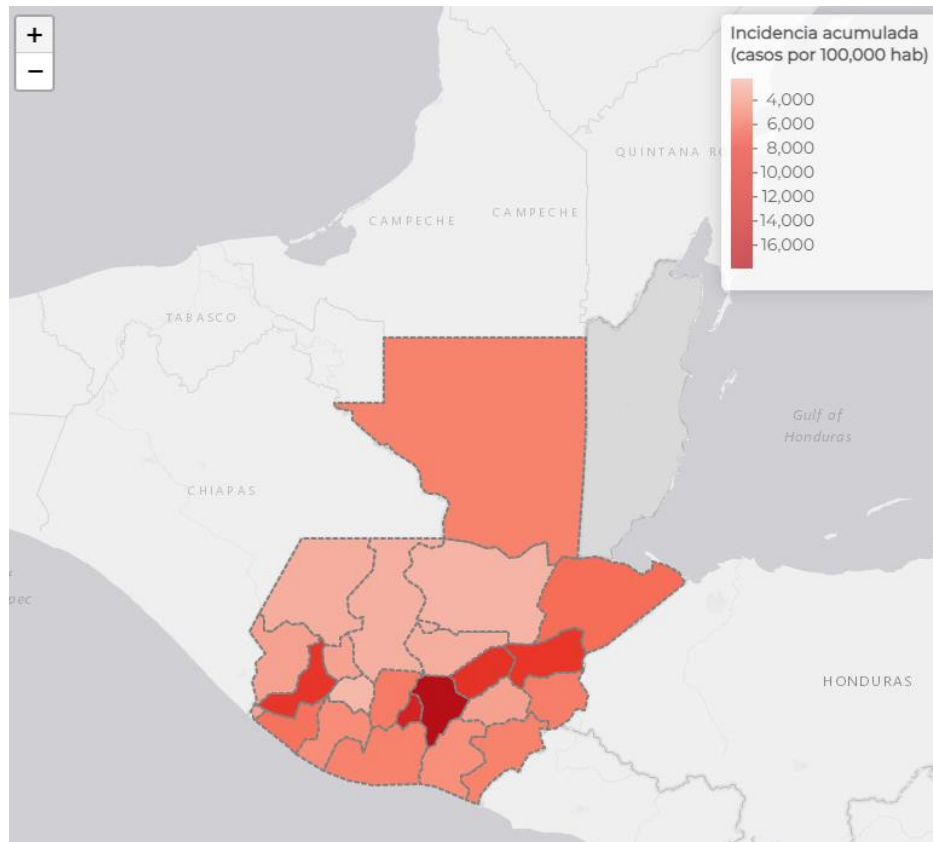 +
−
Incidencia acumulada
(casos por 100,000 hab)
4,000
6,000
8,000
10,000
12,000
14,000
16,000
QUINTANA
CAMPECHE
CAMPECHE
TABASCO
Gulf of
Honduras
CHIAPAS
pec
HONDURAS